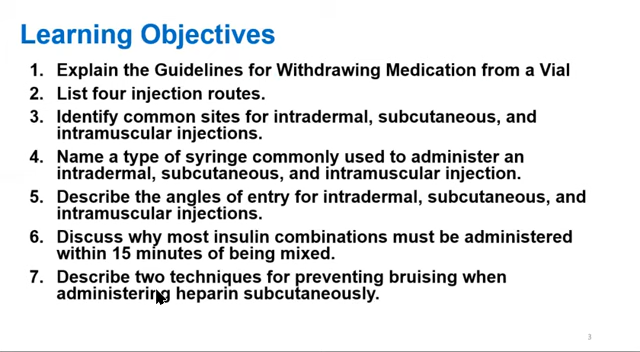 Learning Objectives
1. Explain the Guidelines for Withdrawing Medication from a Vial
2. List four injection routes.
3. Identify common sites for intradermal, subcutaneous, and
intramuscular injections.
4. Name a type of syringe commonly used to administer an
intradermal, subcutaneous, and intramuscular injection.
5. Describe the angles of entry for intradermal, subcutaneous, and
intramuscular injections.
6. Discuss why most insulin combinations must be administered
within 15 minutes of being mixed.
7. Describe two techniques for preventing bruising when
administering heparin subcutaneously.
3